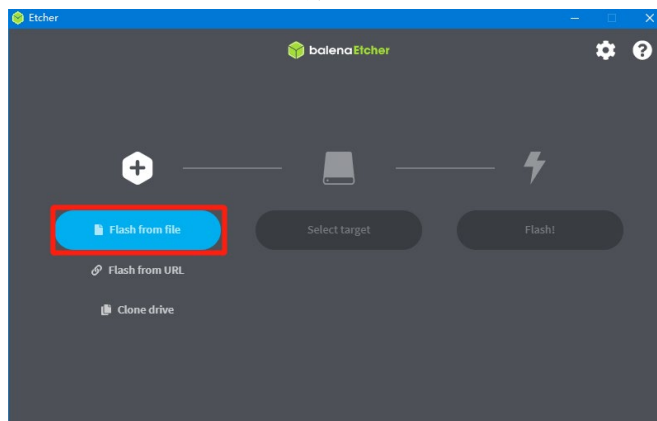 Etcher
balenaEtcher
Flash from file
Select target
Flash!
Flash from URL
Clone drive